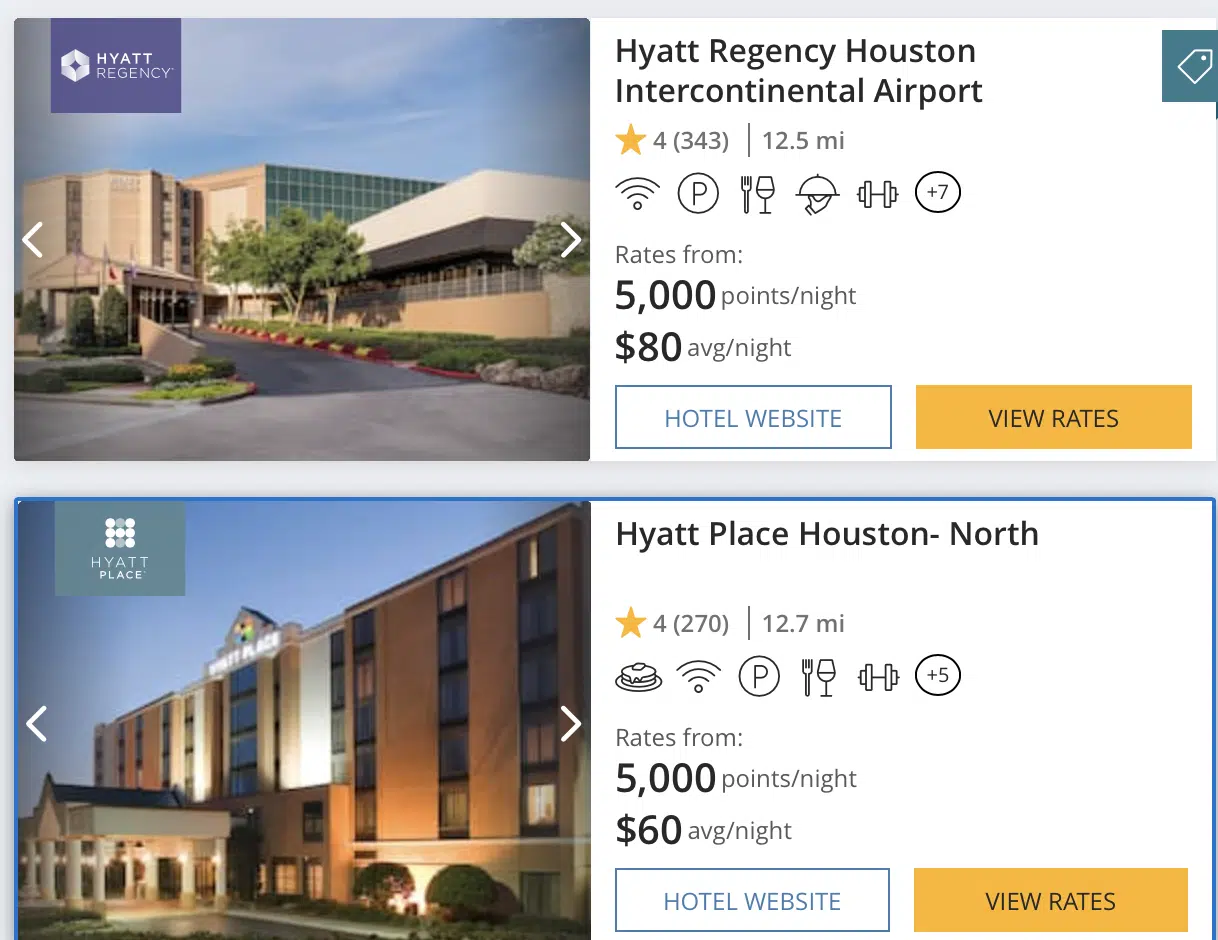 HYATT
REGENCY
Hyatt Regency Houston
Intercontinental Airport
4 (343) | 12.5 mi
P
+7
Rates from:
5,000 points/night
$80 avg/night
HOTEL WEBSITE
VIEW RATES
HYATT
PLACE
HYATT PLACE
Hyatt Place Houston- North
4 (270) | 12.7 mi
P
+5
Rates from:
5,000 points/night
$60 avg/night
HOTEL WEBSITE
VIEW RATES